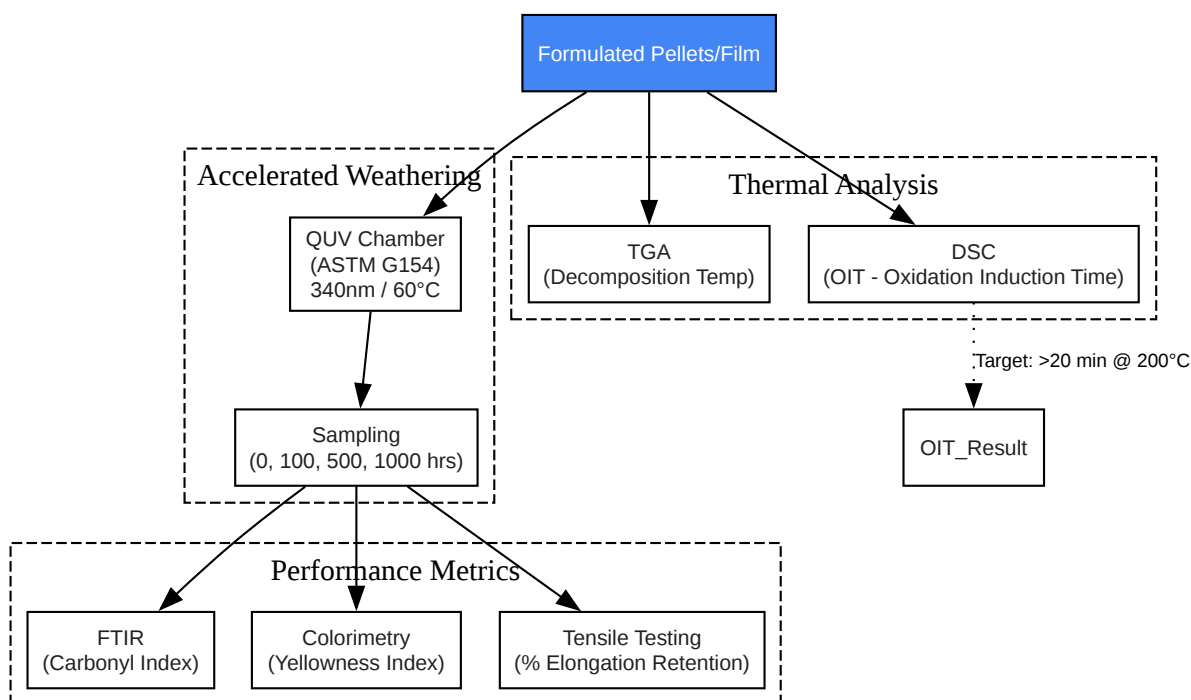 Formulated Pellets/Film
Accelerated Weathering
Thermal Analysis
QUV Chamber
(ASTM G154)
340nm / 60°C
TGA
(Decomposition Temp)
DSC
(OIT - Oxidation Induction Time)
Target: >20 min @ 200°C
Sampling
(0, 100, 500, 1000 hrs)
OIT_Result
Performance Metrics
FTIR
(Carbonyl Index)
Colorimetry
(Yellowness Index)
Tensile Testing
(% Elongation Retention)